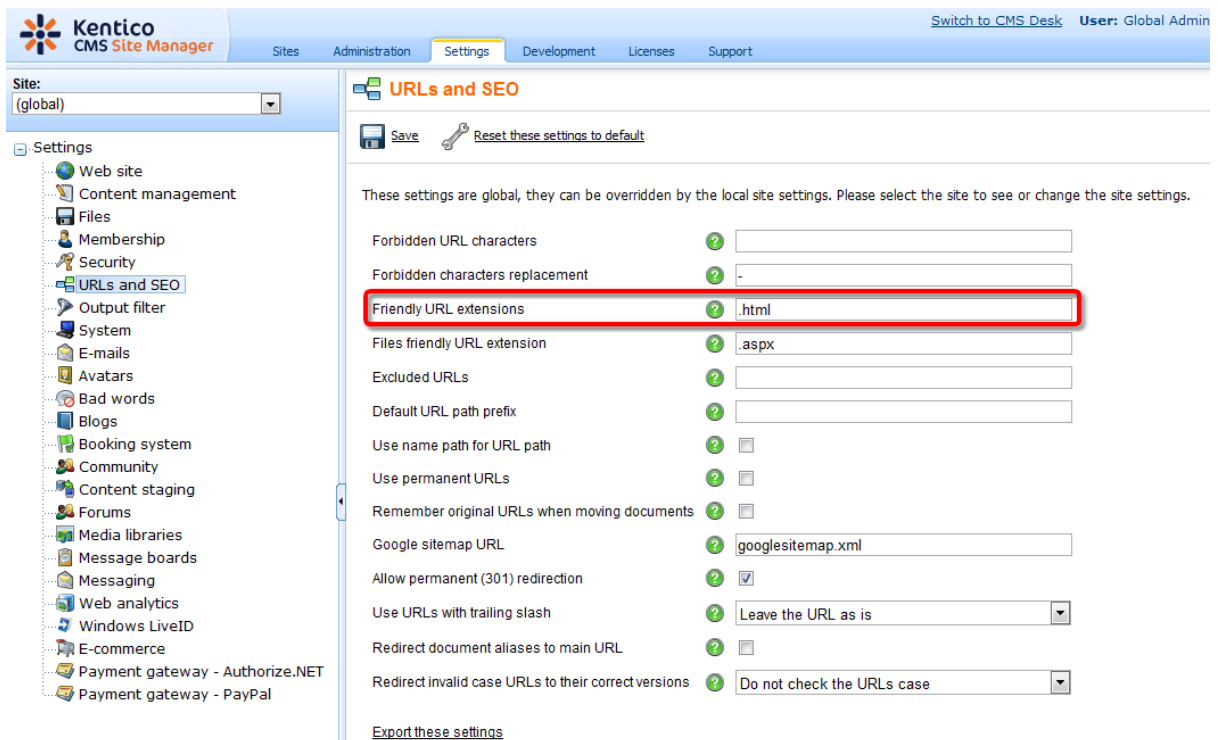 Kentico
CMS Site Manager
Switch to CMS Desk User: Global Admin
Sites Administration Settings Development Licenses Support
Site:
(global)
Settings
Web site
Content management
Files
Membership
Security
URLs and SEO
Output filter
System
E-mails
Avatars
Bad words
Blogs
Booking system
Community
Content staging
Forums
Media libraries
Message boards
Messaging
Web analytics
Windows LiveID
E-commerce
Payment gateway - Authorize.NET
Payment gateway - PayPal
URLs and SEO
Save Reset these settings to default
These settings are global, they can be overridden by the local site settings. Please select the site to see or change the site settings.
Forbidden URL characters ?
Forbidden characters replacement ? -
Friendly URL extensions ? .html
Files friendly URL extension ? .aspx
Excluded URLs ?
Default URL path prefix ?
Use name path for URL path ?
Use permanent URLs ?
Remember original URLs when moving documents ?
Google sitemap URL ? googlesitemap.xml
Allow permanent (301) redirection ?
Use URLs with trailing slash ? Leave the URL as is
Redirect document aliases to main URL ?
Redirect invalid case URLs to their correct versions ? Do not check the URLs case
Export these settings